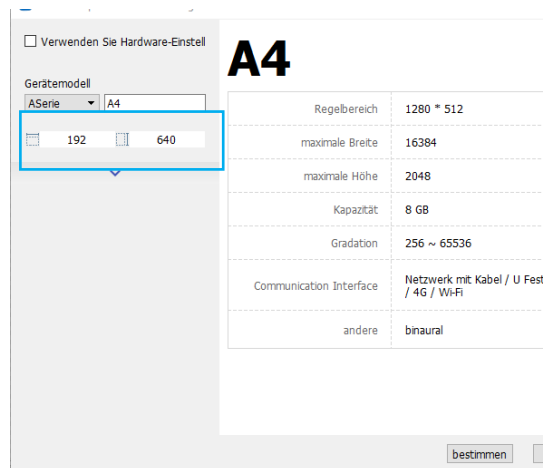 Verwenden Sie Hardware-Einstell
A4
Gerätemodell
ASerie A4
192 640
Regelbereich 1280 * 512
maximale Breite 16384
maximale Höhe 2048
Kapazität 8 GB
Gradation 256 ~ 65536
Communication Interface Netzwerk mit Kabel / U Fest
/ 4G / Wi-Fi
andere binaural
bestimmen